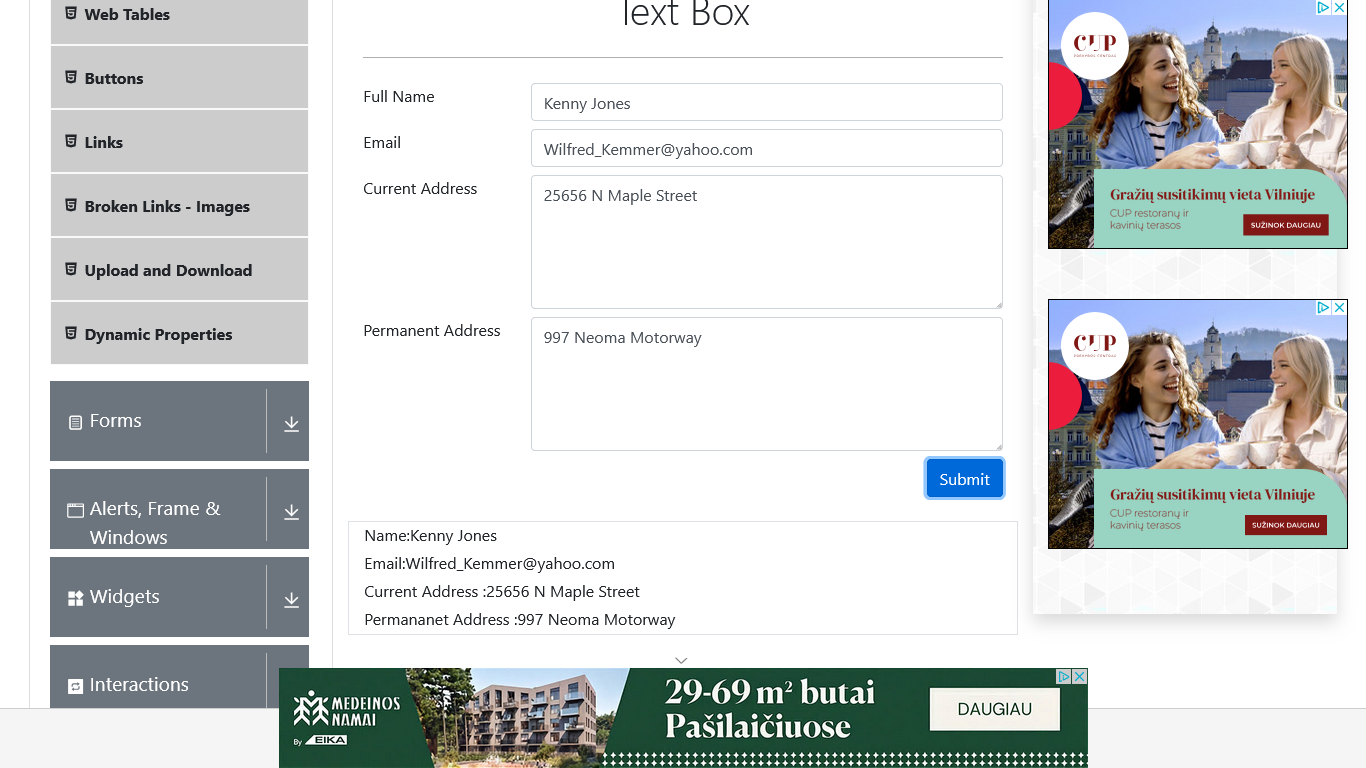 Web Tables
Buttons
Links
Broken Links - Images
Upload and Download
Dynamic Properties
Forms
Alerts, Frame &
Windows
Widgets
Interactions
Text Box
Full Name
Kenny Jones
Email
Wilfred_Kemmer@yahoo.com
Current Address
25656 N Maple Street
Permanent Address
997 Neoma Motorway
Submit
Name:Kenny Jones
Email:Wilfred_Kemmer@yahoo.com
Current Address :25656 N Maple Street
Permananet Address :997 Neoma Motorway
CUP
Gražių susitikimų vieta Vilniuje
CUP restoranų ir
kavinių terasos
SUŽINOK DAUGIAU
CUP
Gražių susitikimų vieta Vilniuje
CUP restoranų ir
kavinių terasos
SUŽINOK DAUGIAU
MEDEINOS
NAMAI
By EIKA
29-69 m² butai
Pašilaičiuose
DAUGIAU